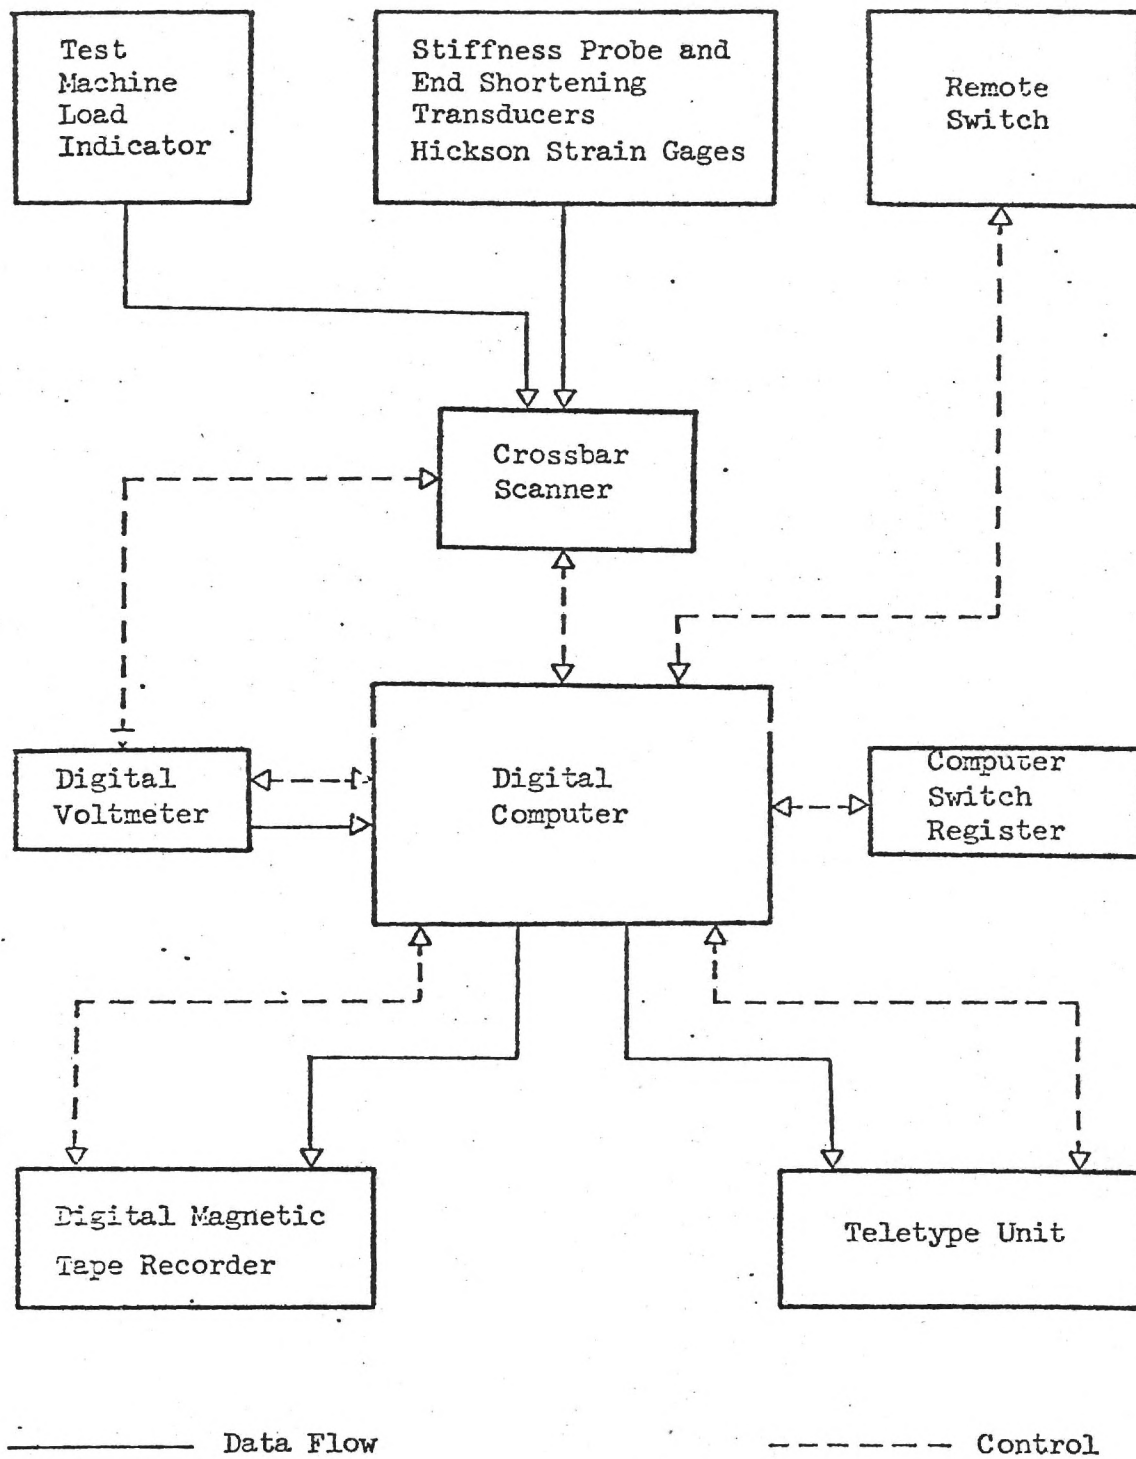 Test
Machine
Load
Indicator
Stiffness Probe and
End Shortening
Transducers
Hickson Strain Gages
Remote
Switch
Crossbar
Scanner
Digital
Voltmeter
Digital
Computer
Computer
Switch
Register
Digital Magnetic
Tape Recorder
Teletype Unit
Data Flow
Control